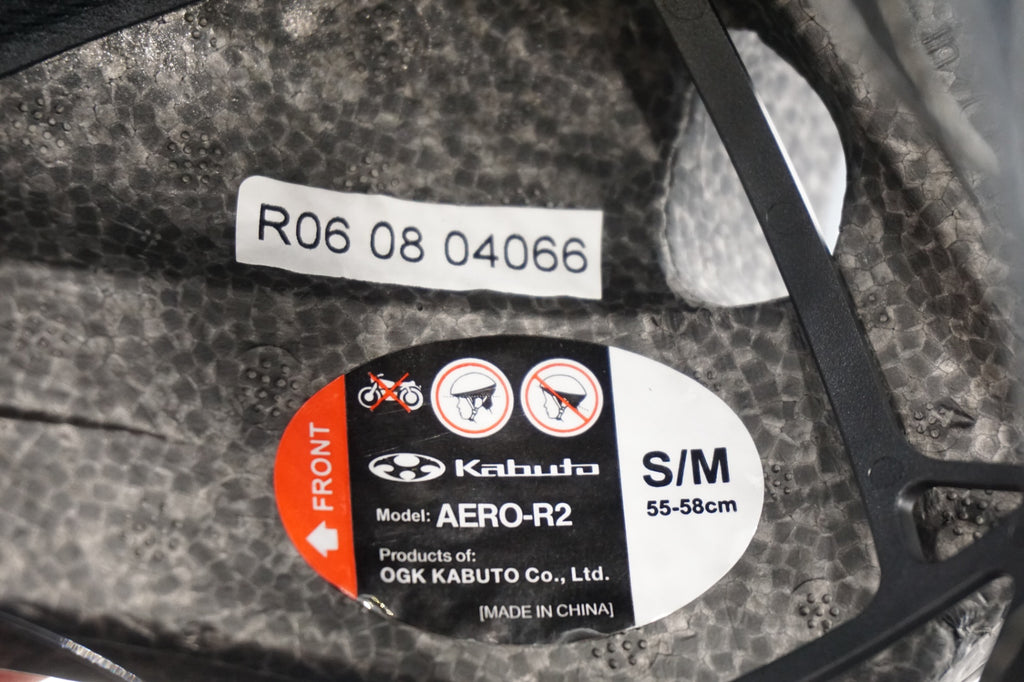 R06 08 04066
FRONT
Kabuto
Model: AERO-R2
Products of:
OGK KABUTO Co., Ltd.
[MADE IN CHINA]
S/M
55-58cm